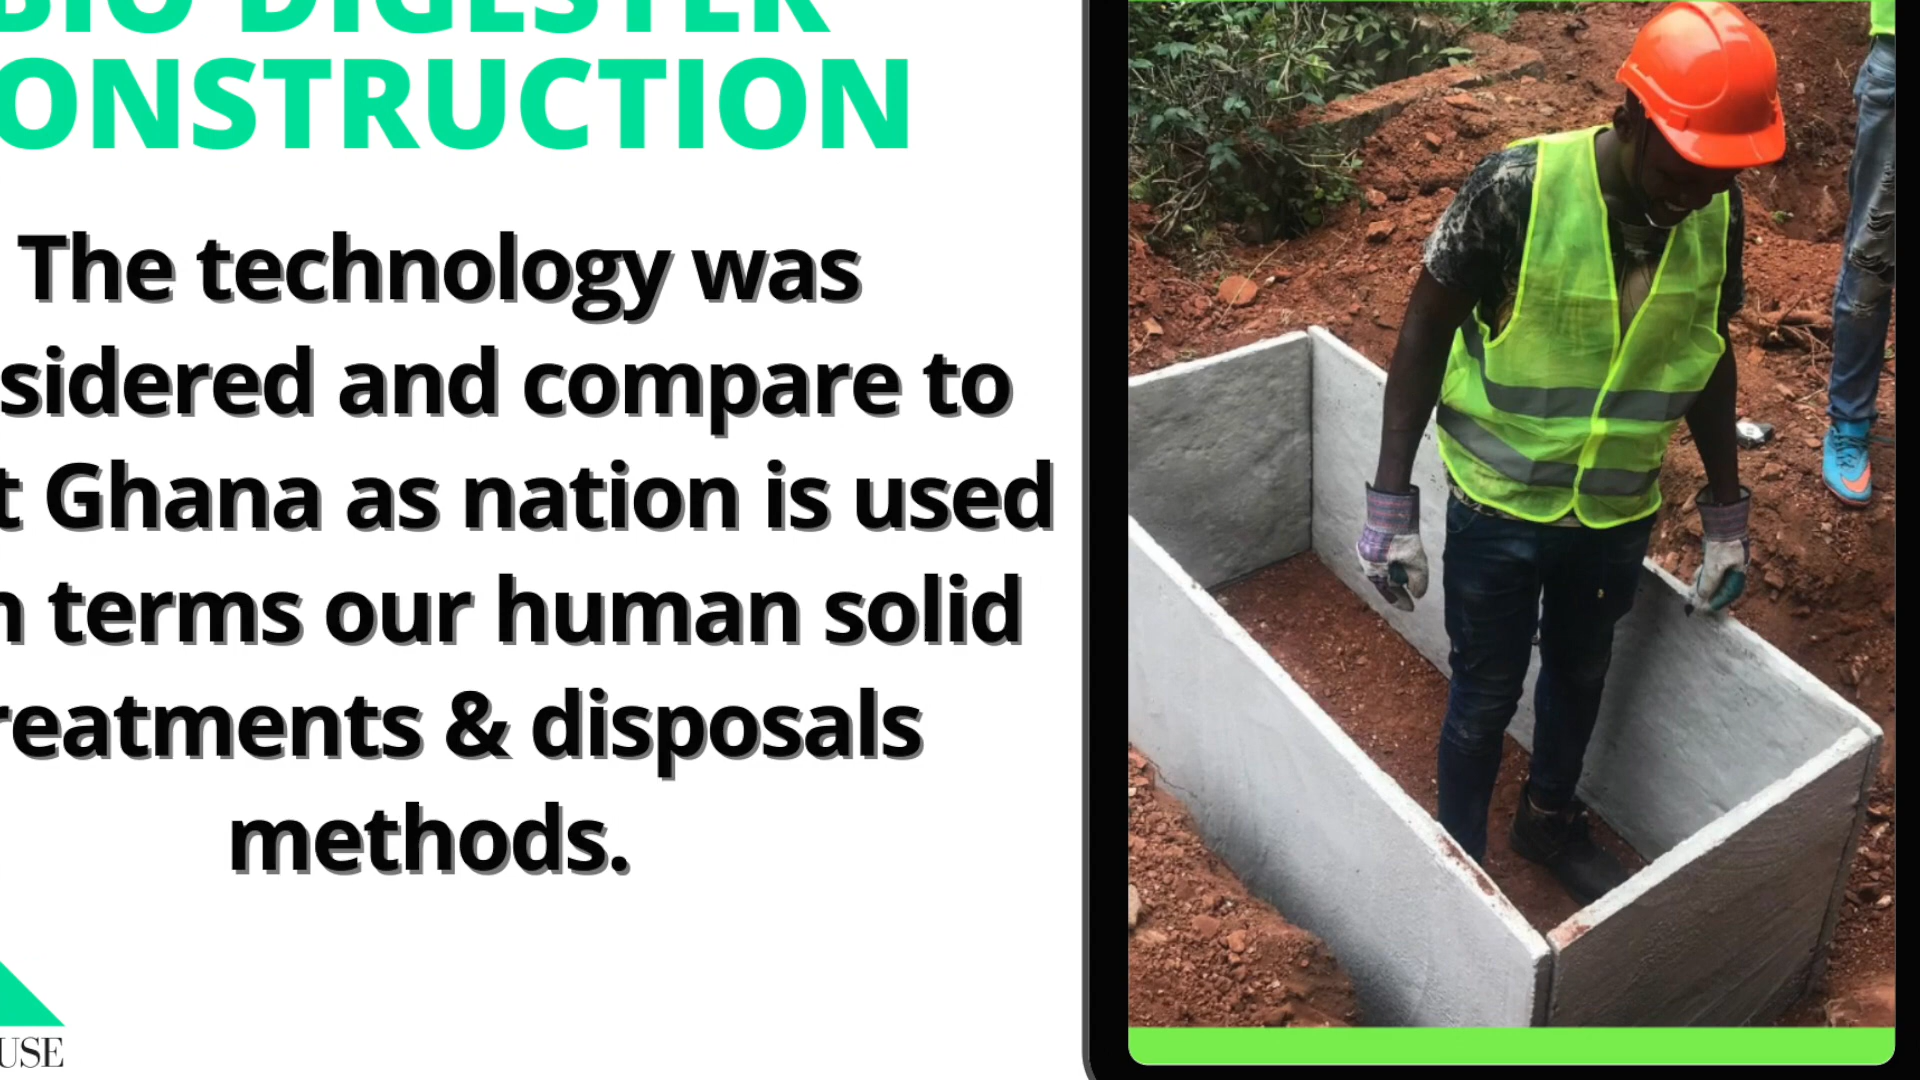 BIO DIGESTER
ONSTRUCTION
The technology was
sidered and compare to
t Ghana as nation is used
terms our human solid
reatments & disposals
methods.
USE